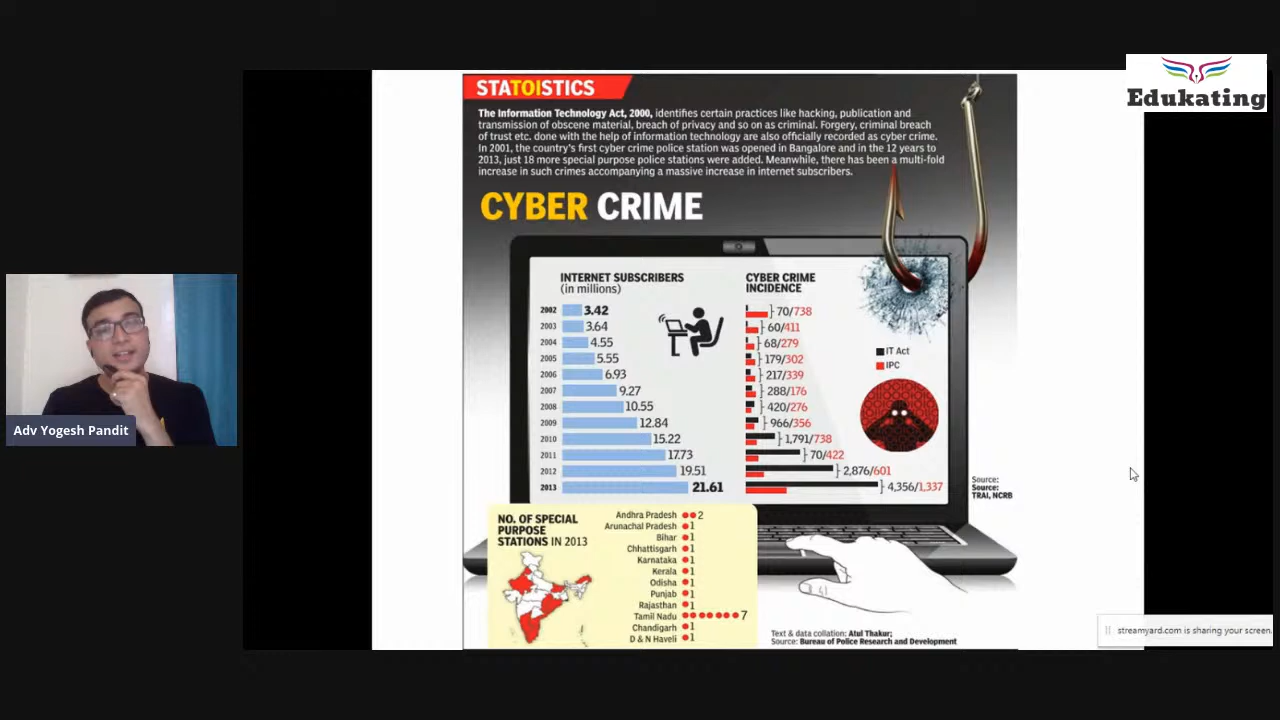 Edukating
STATOISTICS
The Information Technology Act, 2000, identifies certain practices like hacking, publication and
transmission of obscene material, breach of privacy and so on as criminal. Forgery, criminal breach
of trust etc. done with the help of information technology are also officially recorded as cyber crime.
In 2001, the country's first cyber crime police station was opened in Bangalore and in the 12 years to
2013, just 18 more special purpose police stations were added. Meanwhile, there has been a multi-fold
increase in such crimes accompanying a massive increase in internet subscribers.
CYBER CRIME
INTERNET SUBSCRIBERS
(in millions)
2002 3.42
2003 3.64
2004 4.55
2005 5.55
2006 6.93
2007 9.27
2008 10.55
2009 12.84
2010 15.22
2011 17.73
2012 19.51
2013 21.61
CYBER CRIME
INCIDENCE
70/738
60/411
68/279
179/302
217/339
288/176
420/276
966/356
1,791/738
70/422
2,876/601
4,356/1,337
IT Act
IPC
Source:
Source:
TRAI, NCRB
NO. OF SPECIAL
PURPOSE
STATIONS IN 2013
Andhra Pradesh 2
Arunachal Pradesh 1
Bihar 1
Chhattisgarh 1
Karnataka 1
Kerala 1
Odisha 1
Punjab 1
Rajasthan 1
Tamil Nadu 7
Chandigarh 1
D & N Haveli 1
Text & data collation: Atul Thakur;
Source: Bureau of Police Research and Development
Adv Yogesh Pandit
streamyard.com is sharing your screen.